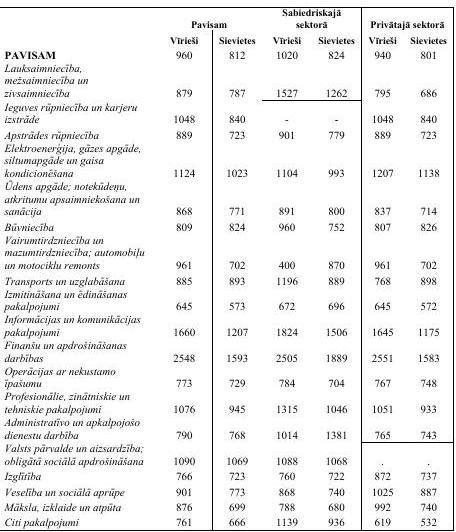 Pavisam Sabiedriskajā sektorā Privātajā sektorā
Vīrieši Sievietes Vīrieši Sievietes Vīrieši Sievietes
PAVISAM 960 812 1020 824 940 801
Lauksaimniecība,
mežsaimniecība un
zivsaimniecība 879 787 1527 1262 795 686
Ieguves rūpniecība un karjeru
izstrāde 1048 840 - - 1048 840
Apstrādes rūpniecība 889 723 901 779 889 723
Elektroenerģija, gāzes apgāde,
siltumapgāde un gaisa
kondicionēšana 1124 1023 1104 993 1207 1138
Ūdens apgāde; notekūdeņu,
atkritumu apsaimniekošana un
sanācija 868 771 891 800 837 714
Būvniecība 809 824 960 752 807 826
Vairumtirdzniecība un
mazumtirdzniecība; automobiļu
un motociklu remonts 961 702 400 870 961 702
Transports un uzglabāšana 885 893 1196 889 768 898
Izmitināšana un ēdināšanas
pakalpojumi 645 573 672 696 645 572
Informācijas un komunikācijas
pakalpojumi 1660 1207 1824 1506 1645 1175
Finanšu un apdrošināšanas
darbības 2548 1593 2505 1889 2551 1583
Operācijas ar nekustamo
īpašumu 773 729 784 704 767 748
Profesionālie, zinātniskie un
tehniskie pakalpojumi 1076 945 1315 1046 1051 933
Administratīvo un apkalpojošo
dienestu darbība 790 768 1014 1381 765 743
Valsts pārvalde un aizsardzība;
obligātā sociālā apdrošināšana 1090 1069 1088 1068 . .
Izglītība 766 723 760 722 872 737
Veselība un sociālā aprūpe 901 773 868 740 1025 887
Māksla, izklaide un atpūta 876 699 788 680 992 740
Citi pakalpojumi 761 666 1139 936 619 532